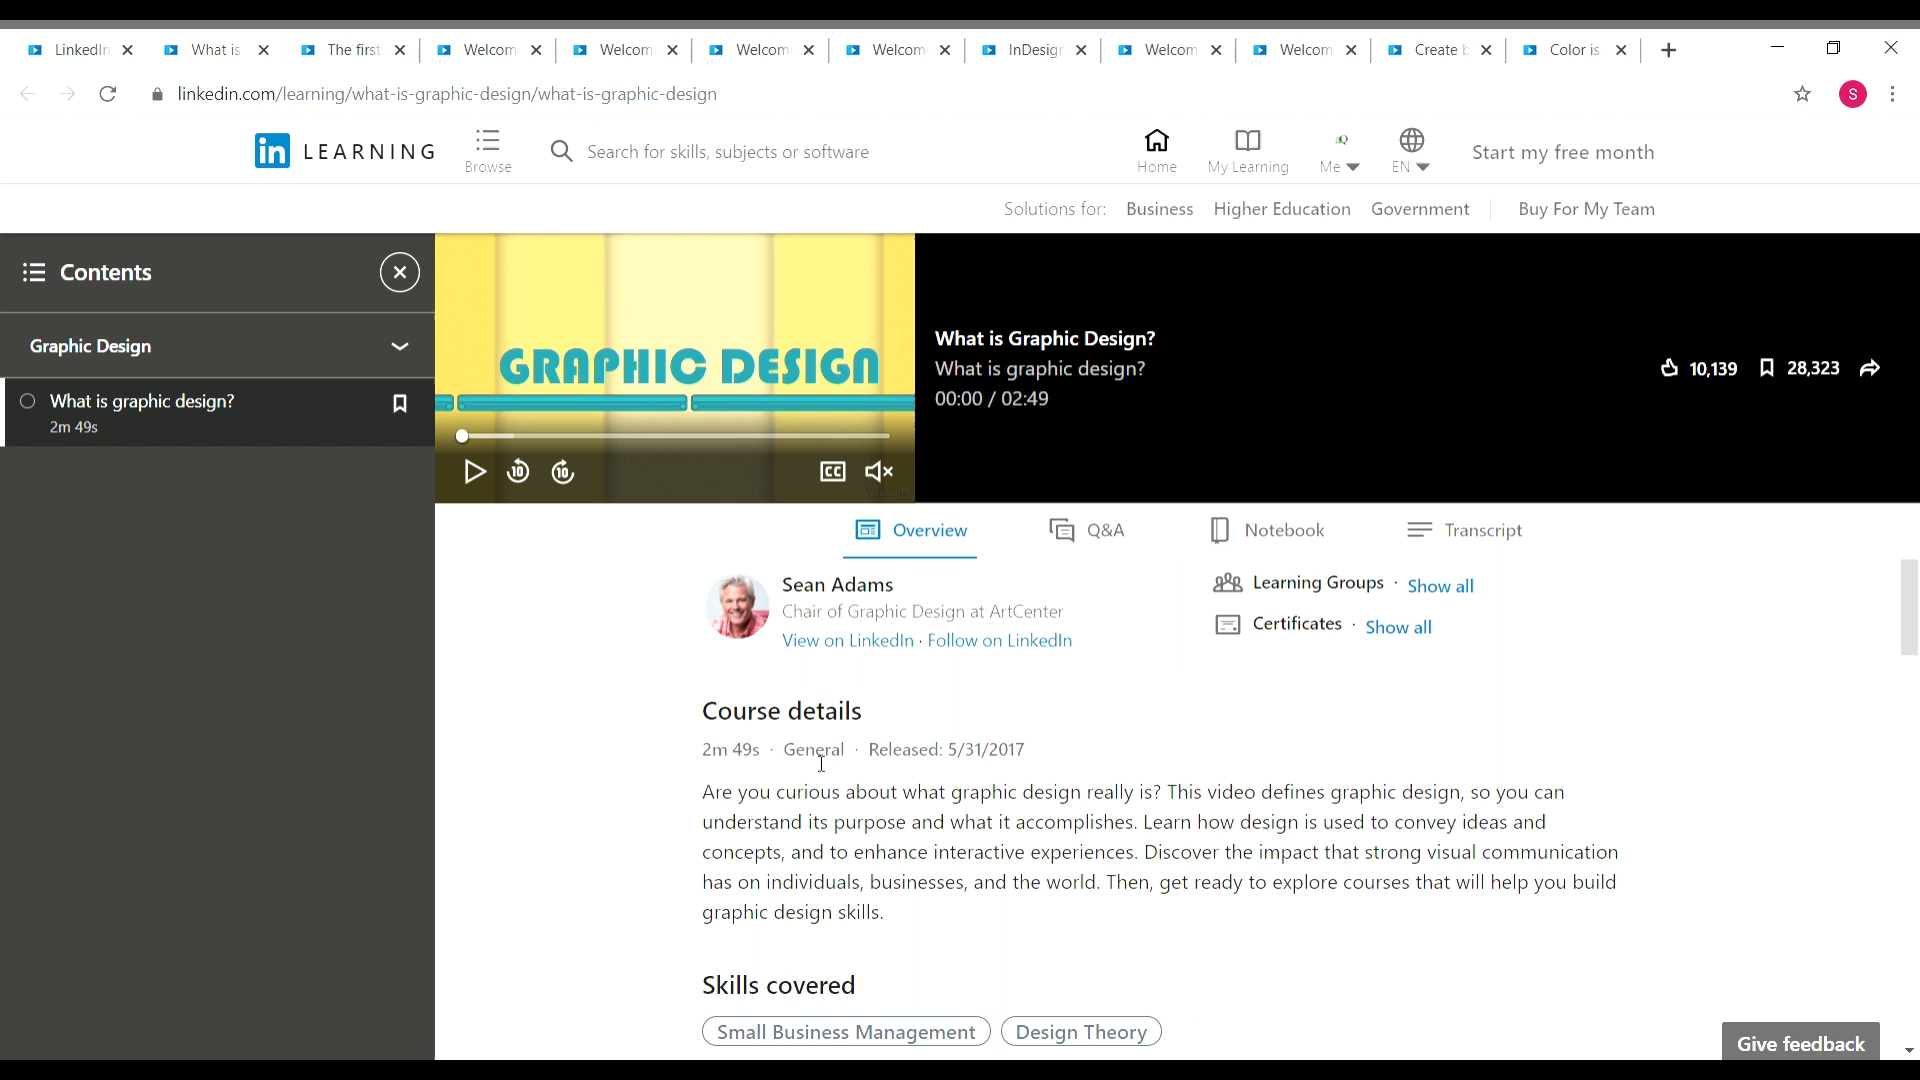 LinkedIn
What is
The first
Welcom
Welcom
Welcom
Welcom
InDesign
Welcom
Welcom
Create b
Color is
linkedin.com/learning/what-is-graphic-design/what-is-graphic-design
S
in LEARNING
Browse
Search for skills, subjects or software
Home
My Learning
Me
EN
Start my free month
Solutions for: Business Higher Education Government Buy For My Team
Contents
Graphic Design
What is graphic design?
2m 49s
GRAPHIC DESIGN
10 10 CC
What is Graphic Design?
What is graphic design?
00:00 / 02:49
10,139 28,323
Overview Q&A Notebook Transcript
Sean Adams
Chair of Graphic Design at ArtCenter
View on LinkedIn · Follow on LinkedIn
Learning Groups · Show all
Certificates · Show all
Course details
2m 49s · General · Released: 5/31/2017
Are you curious about what graphic design really is? This video defines graphic design, so you can
understand its purpose and what it accomplishes. Learn how design is used to convey ideas and
concepts, and to enhance interactive experiences. Discover the impact that strong visual communication
has on individuals, businesses, and the world. Then, get ready to explore courses that will help you build
graphic design skills.
Skills covered
Small Business Management Design Theory
Give feedback